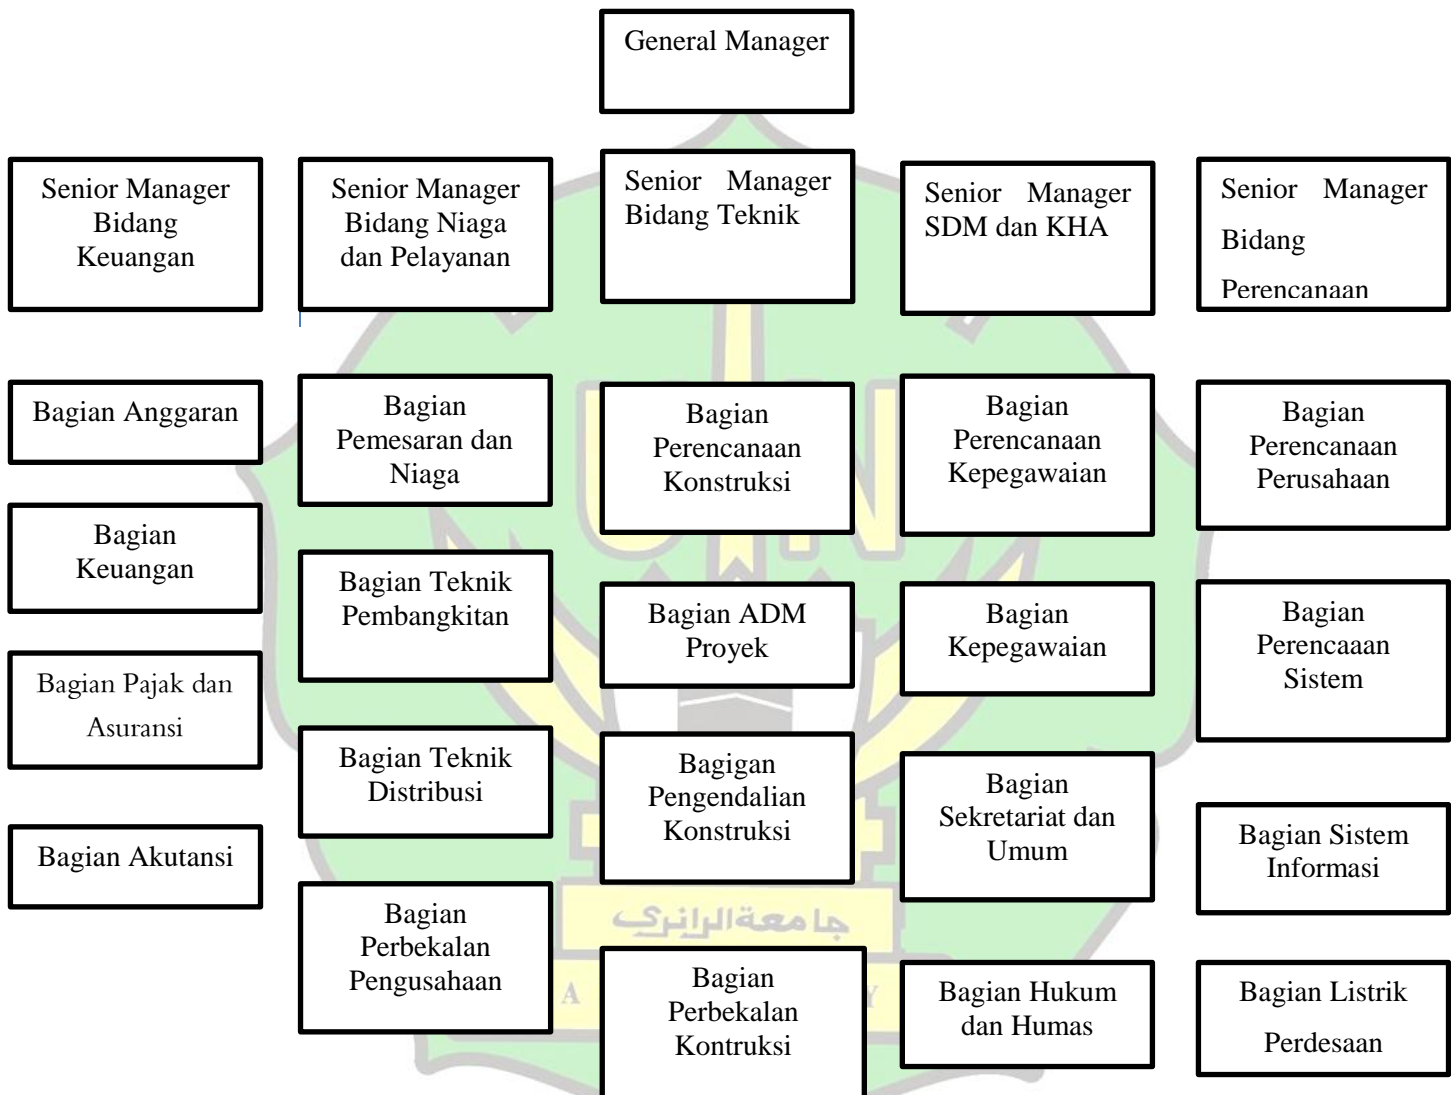 General Manager
Senior Manager
Bidang
Keuangan
Senior Manager
Bidang Niaga
dan Pelayanan
Senior Manager
Bidang Teknik
Senior Manager
SDM dan KHA
Senior Manager
Bidang
Perencanaan
Bagian Anggaran
Bagian
Keuangan
Bagian Pajak dan
Asuransi
Bagian Akutansi
Bagian
Pemesaran dan
Niaga
Bagian Teknik
Pembangkitan
Bagian Teknik
Distribusi
Bagian
Perbekalan
Pengusahaan
Bagian
Perencanaan
Konstruksi
Bagian ADM
Proyek
Bagigan
Pengendalian
Konstruksi
Bagian
Perbekalan
Kontruksi
Bagian
Perencanaan
Kepegawaian
Bagian
Kepegawaian
Bagian
Sekretariat dan
Umum
Bagian Hukum
dan Humas
Bagian
Perencanaan
Perusahaan
Bagian
Perencaaan
Sistem
Bagian Sistem
Informasi
Bagian Listrik
Perdesaan
جامعةالرانري